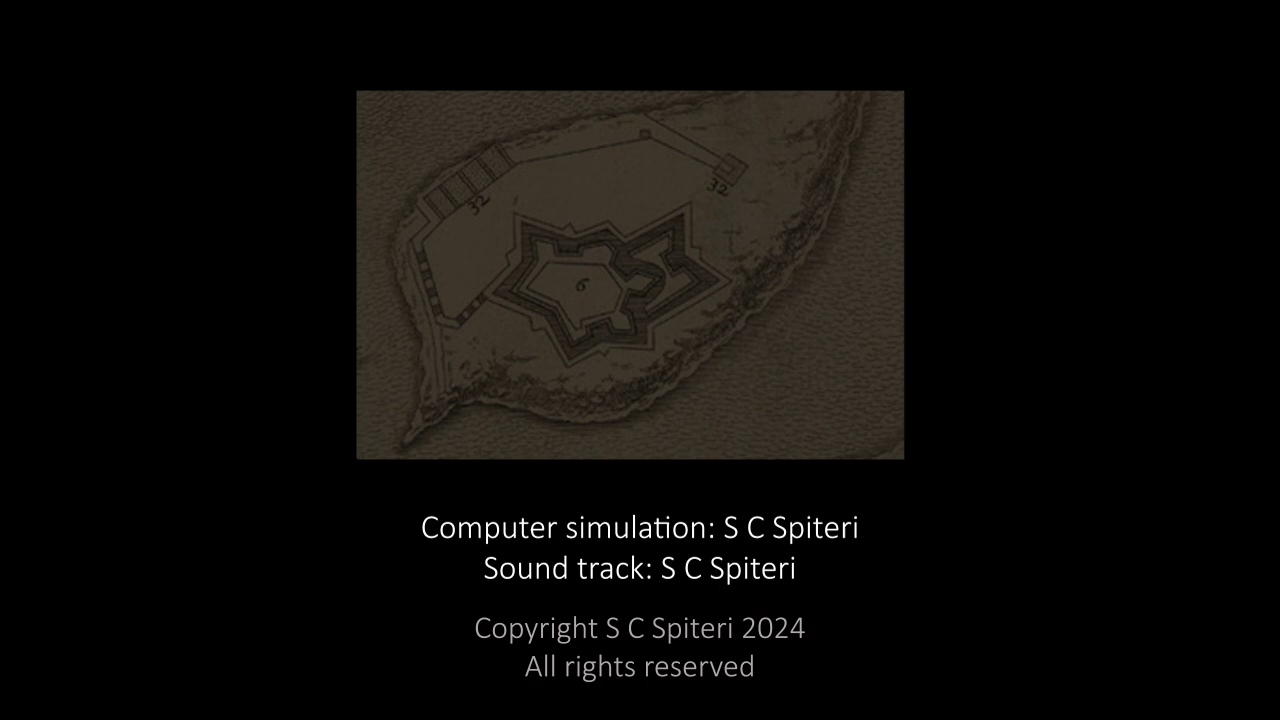 32
32
6
Computer simulation: S C Spiteri
Sound track: S C Spiteri
Copyright S C Spiteri 2024
All rights reserved